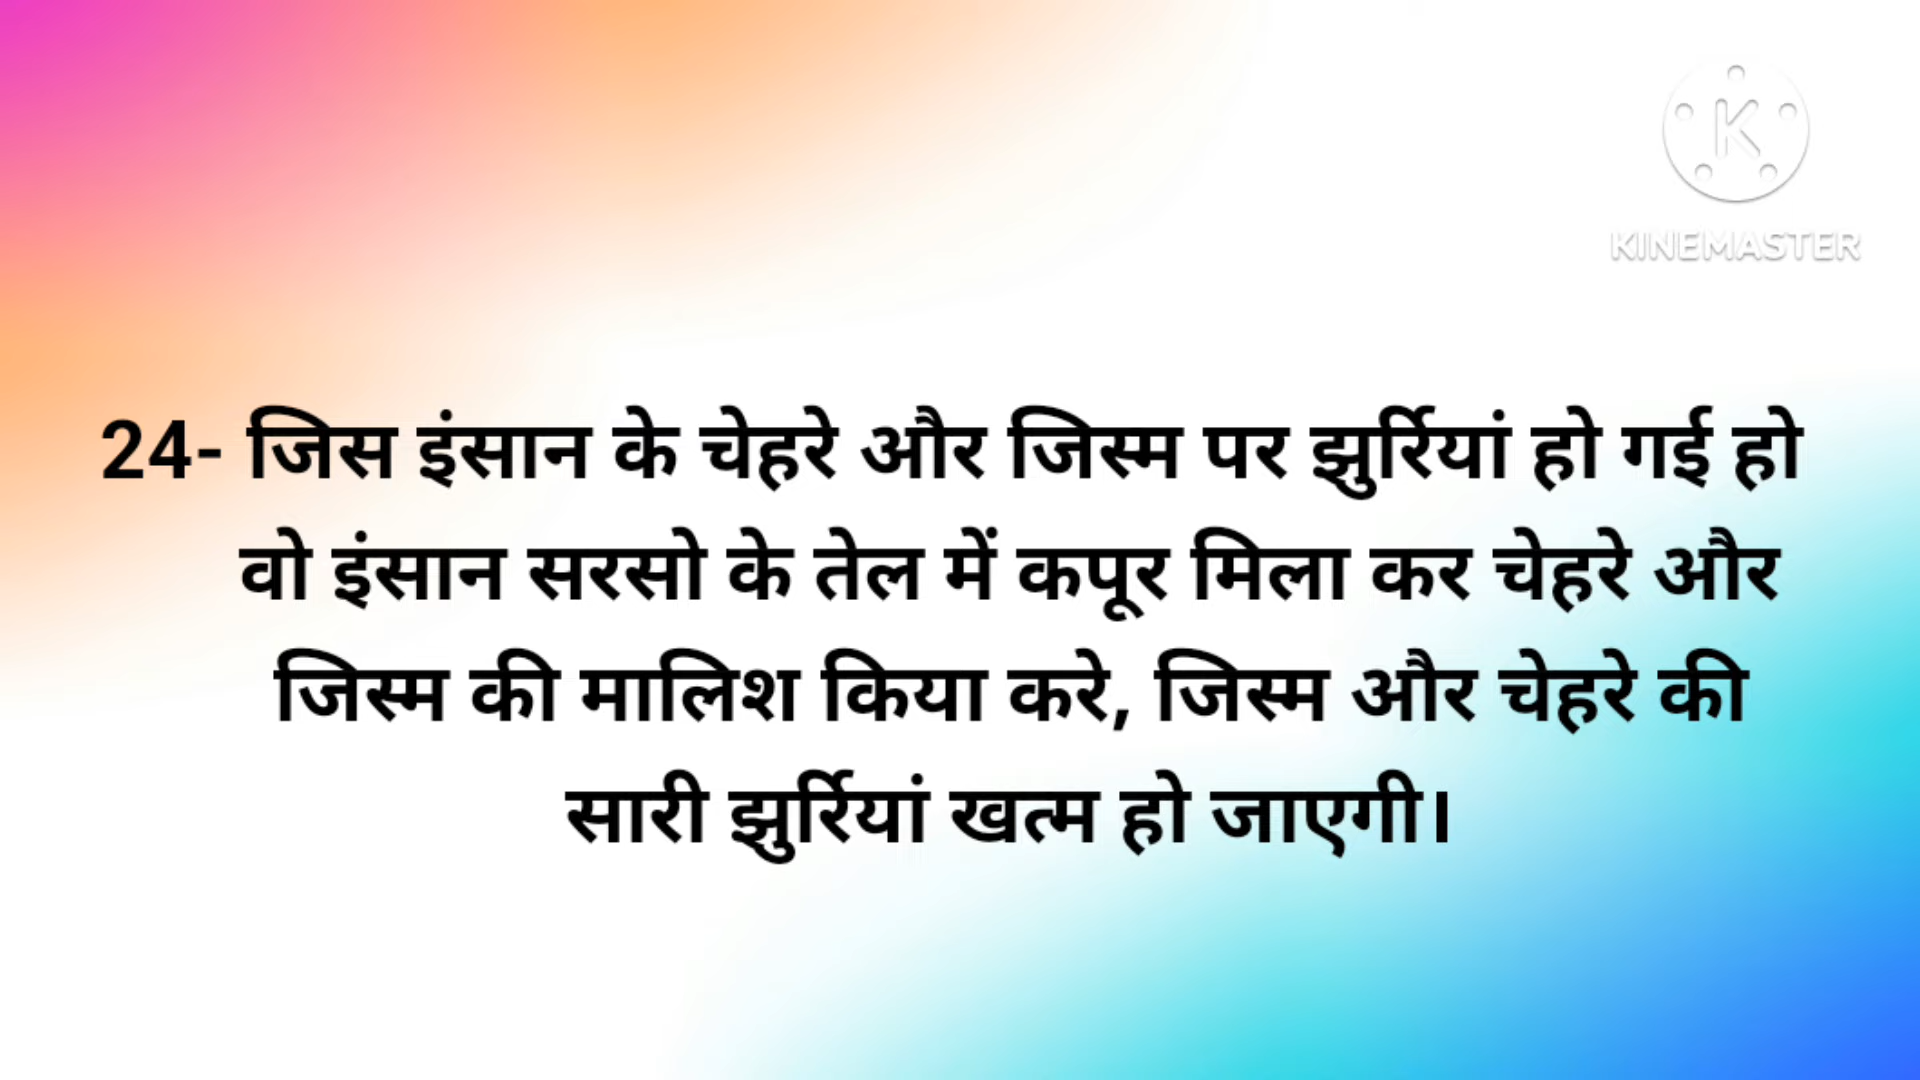 K
KINEMASTER
24- जिस इंसान के चेहरे और जिस्म पर झुर्रियां हो गई हो
वो इंसान सरसो के तेल में कपूर मिला कर चेहरे और
जिस्म की मालिश किया करे, जिस्म और चेहरे की
सारी झुर्रियां खत्म हो जाएगी।